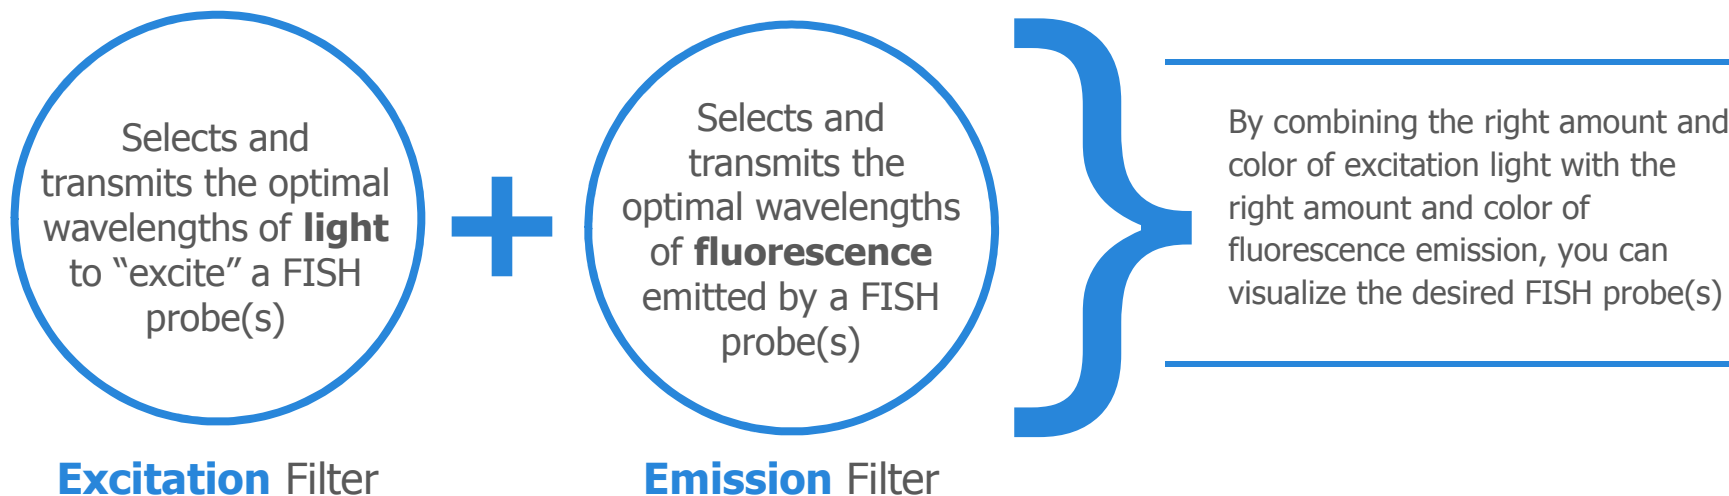 Selects and
transmits the optimal
wavelengths of light
to “excite” a FISH
probe(s)
Excitation Filter
+
Selects and
transmits the
optimal wavelengths
of fluorescence
emitted by a FISH
probe(s)
Emission Filter
}
By combining the right amount and
color of excitation light with the
right amount and color of
fluorescence emission, you can
visualize the desired FISH probe(s)